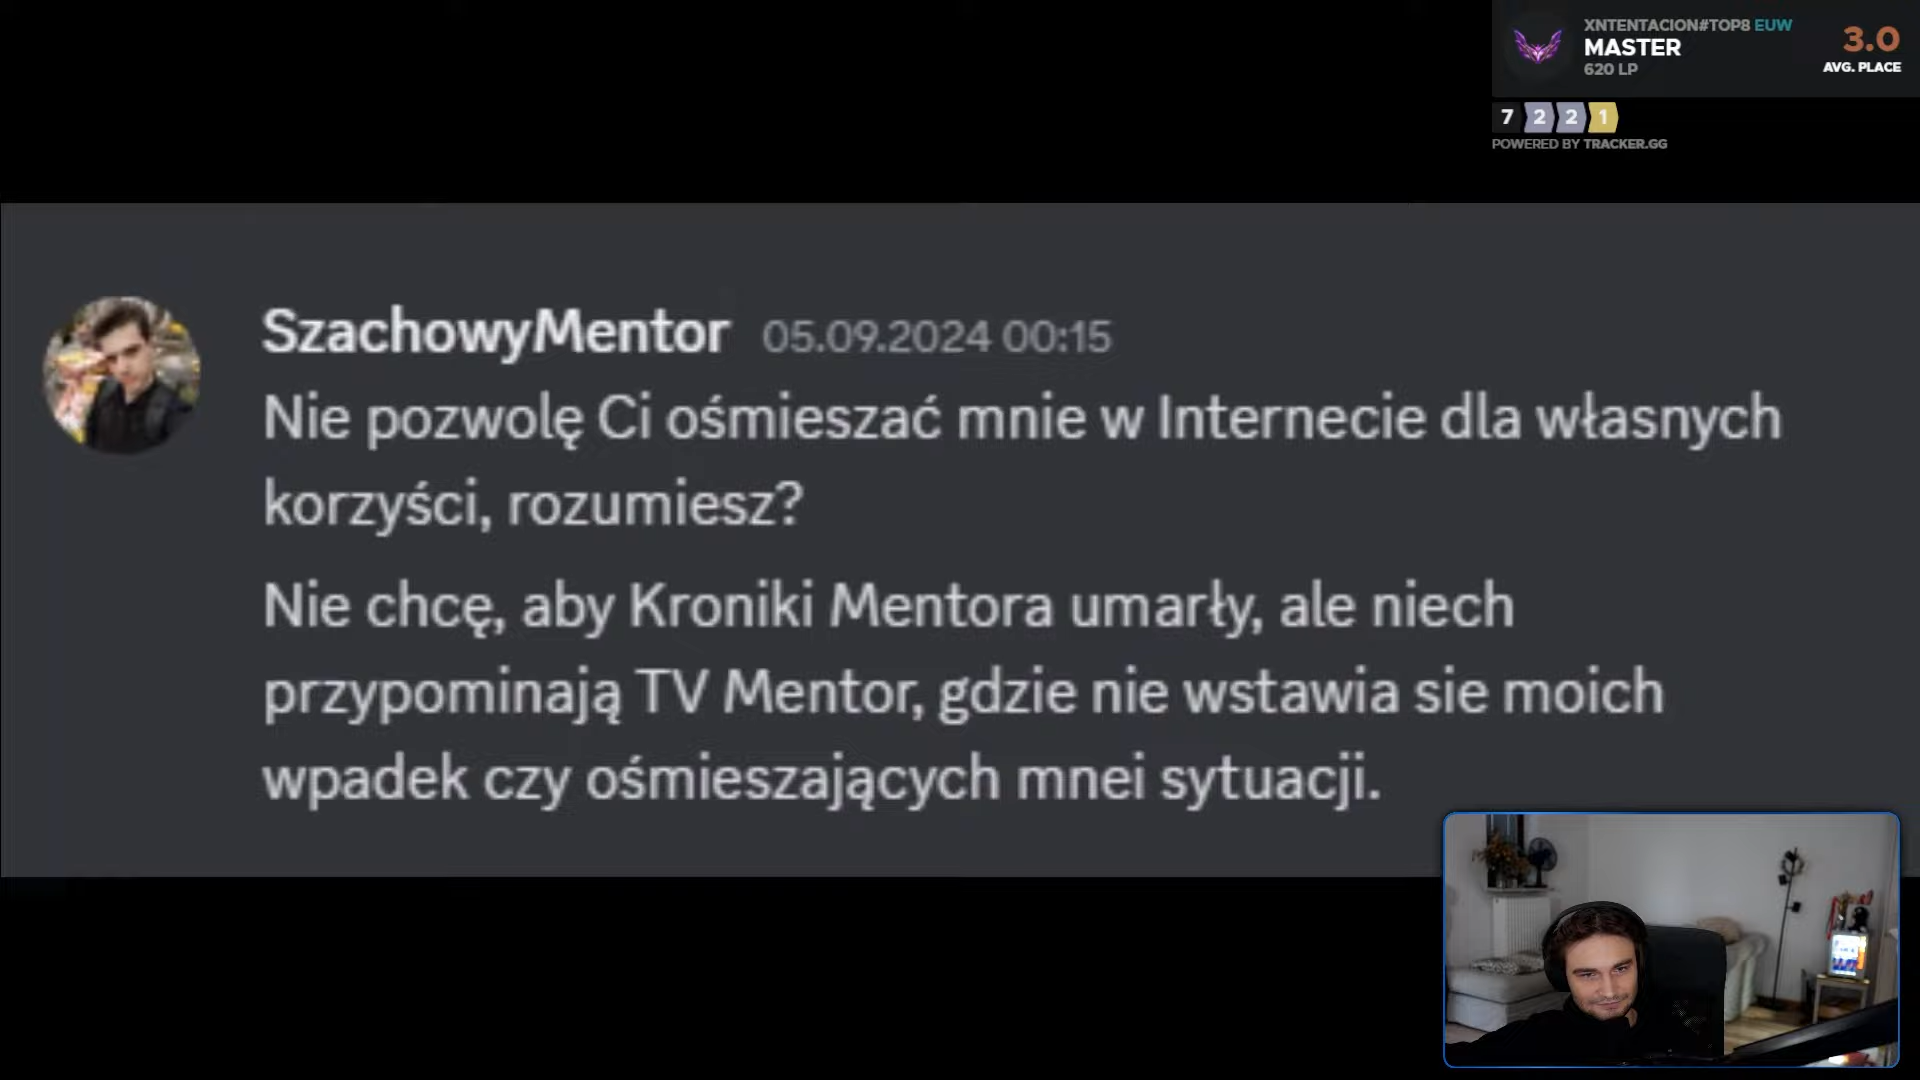 XNTENTACION#TOP8 EUW
MASTER
620 LP
3.0
AVG. PLACE
7 2 2 1
POWERED BY TRACKER.GG
SzachowyMentor 05.09.2024 00:15
Nie pozwolę Ci ośmieszać mnie w Internecie dla własnych
korzyści, rozumiesz?
Nie chcę, aby Kroniki Mentora umarły, ale niech
przypominają TV Mentor, gdzie nie wstawia sie moich
wpadek czy ośmieszających mnei sytuacji.